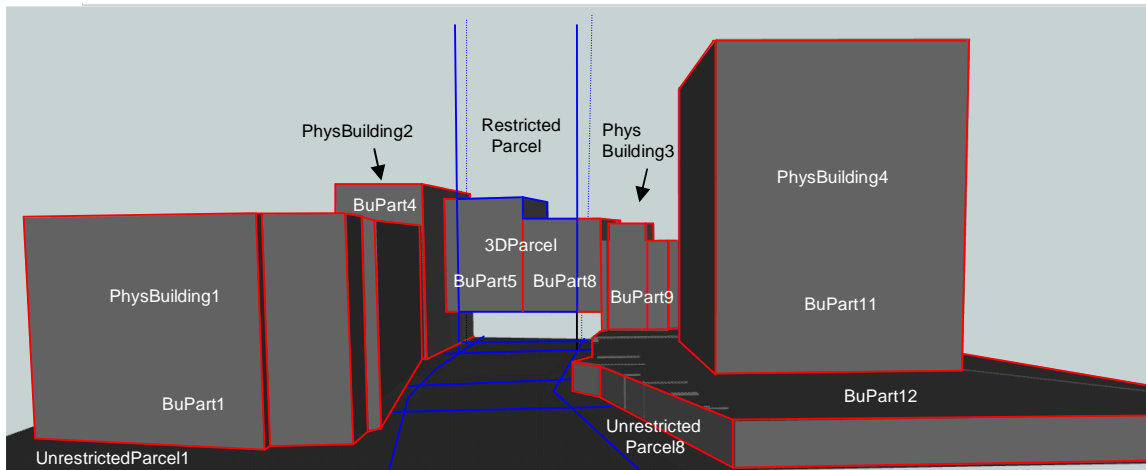 PhysBuilding2
Restricted
Parcel
Phys
Building3
PhysBuilding4
BuPart4
3DParcel
BuPart5
BuPart8
BuPart9
PhysBuilding1
BuPart11
BuPart1
BuPart12
Unrestricted
Parcel8
UnrestrictedParcel1